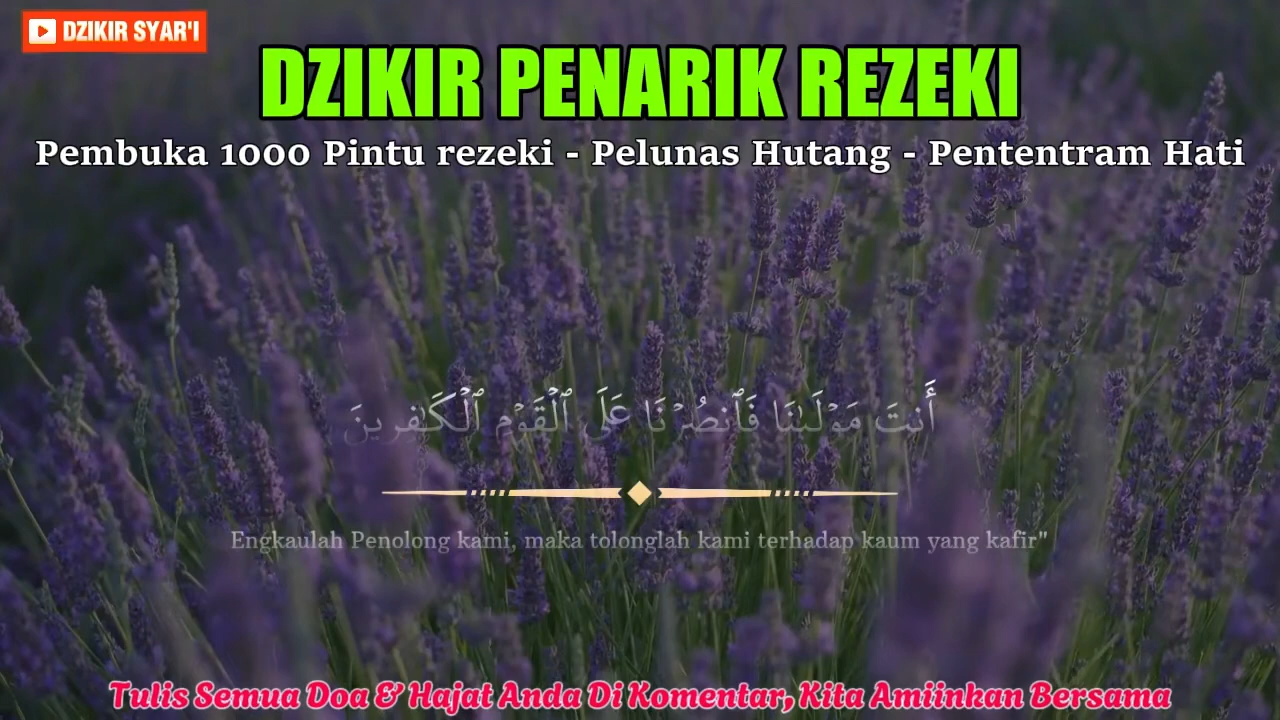 DZIKIR SYAR'I
DZIKIR PENARIK REZEKI
Pembuka 1000 Pintu rezeki - Pelunas Hutang - Pententram Hati
أَنتَ مَوۡلَىٰنَا فَٱنصُرۡنَا عَلَى ٱلۡقَوۡمِ ٱلۡكَٰفِرِينَ
Engkaulah Penolong kami, maka tolonglah kami terhadap kaum yang kafir"
Tulis Semua Doa & Hajat Anda Di Komentar, Kita Amiinkan Bersama